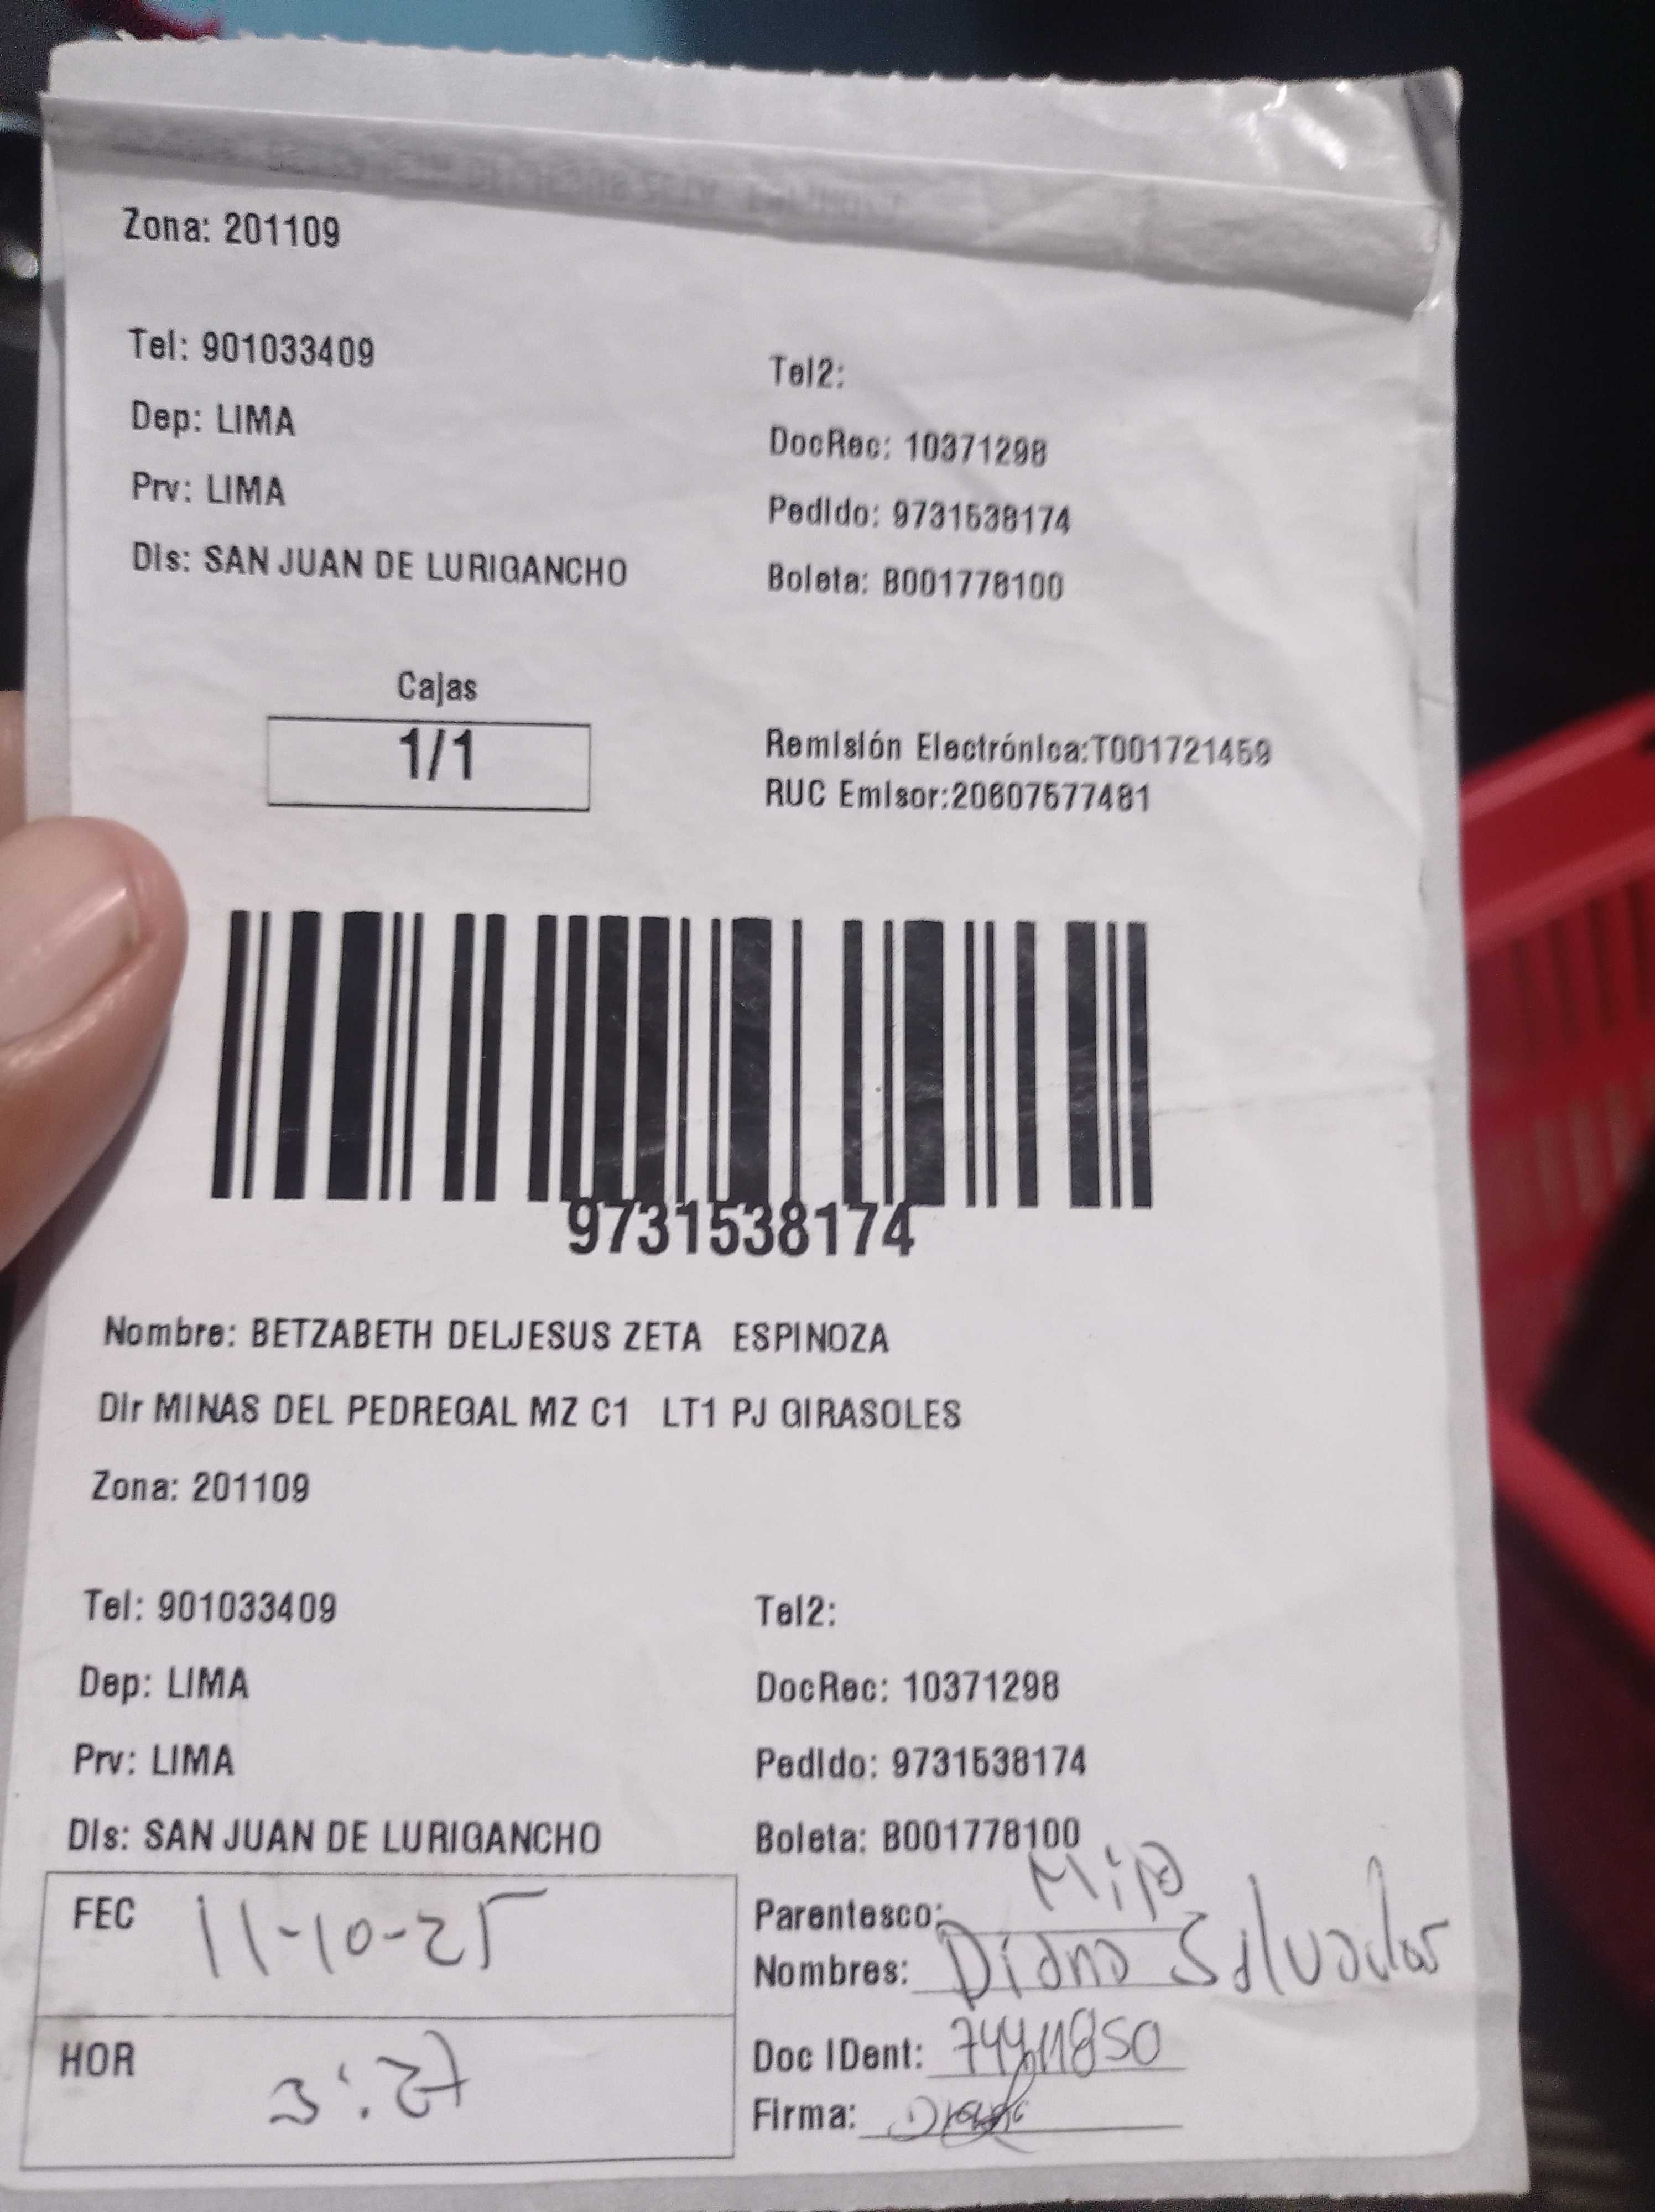 Zona: 201109
Tel: 901033409
Tel2:
Dep: LIMA
DocRec: 10371298
Prv: LIMA
Pedido: 9731538174
Dis: SAN JUAN DE LURIGANCHO
Boleta: B001778100
Cajas
1/1
Remisión Electrónica:T001721459
RUC Emisor:20607577481
9731538174
Nombre: BETZABETH DELJESUS ZETA ESPINOZA
Dir MINAS DEL PEDREGAL MZ C1 LT1 PJ GIRASOLES
Zona: 201109
Tel: 901033409
Tel2:
Dep: LIMA
DocRec: 10371298
Prv: LIMA
Pedido: 9731538174
Dis: SAN JUAN DE LURIGANCHO
Boleta: B001778100
FEC 11-10-25
Parentesco:
Nombres: Diana Salvador
HOR 3:27
Doc IDent:
Firma: